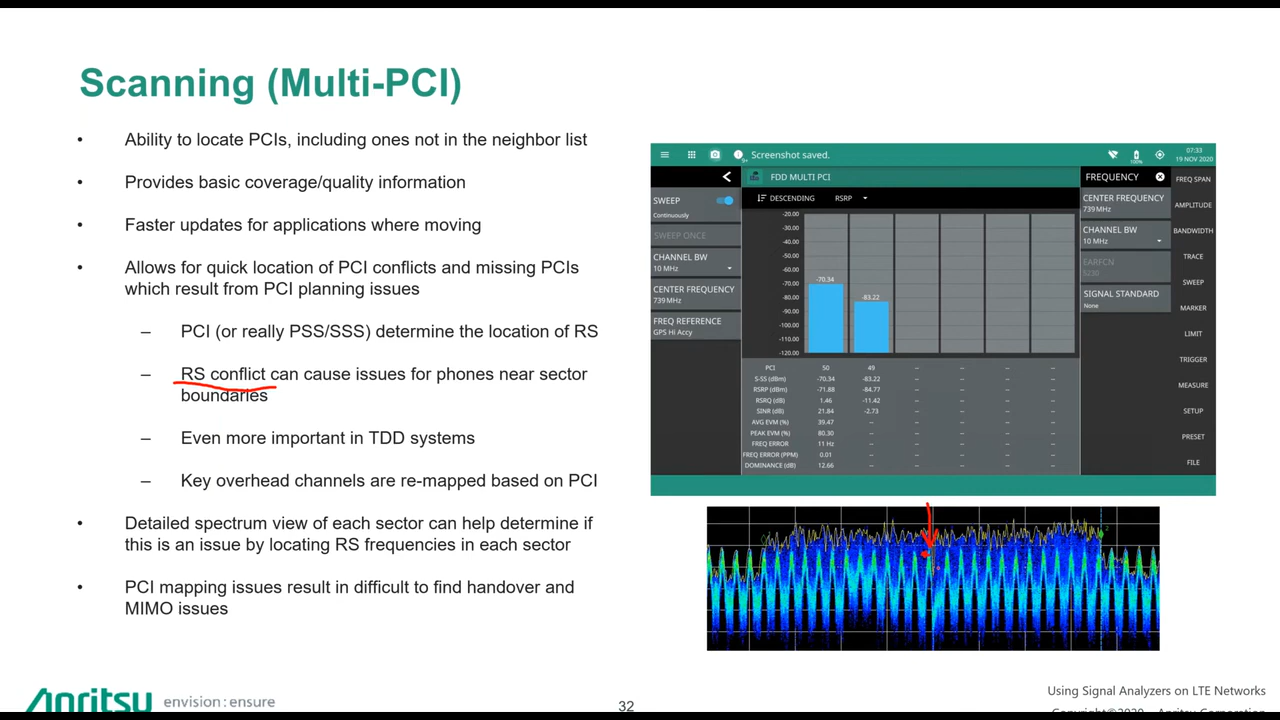 Scanning (Multi-PCI)
• Ability to locate PCIs, including ones not in the neighbor list
• Provides basic coverage/quality information
• Faster updates for applications where moving
• Allows for quick location of PCI conflicts and missing PCIs
which result from PCI planning issues
– PCI (or really PSS/SSS) determine the location of RS
– RS conflict can cause issues for phones near sector
boundaries
– Even more important in TDD systems
– Key overhead channels are re-mapped based on PCI
• Detailed spectrum view of each sector can help determine if
this is an issue by locating RS frequencies in each sector
• PCI mapping issues result in difficult to find handover and
MIMO issues
9+ Screenshot saved.
100%
07:33
19 NOV 2020
SWEEP
Continuously
SWEEP ONCE
CHANNEL BW
10 MHz
CENTER FREQUENCY
739 MHz
FREQ REFERENCE
GPS Hi Accy
FDD MULTI PCI
DESCENDING RSRP
-20.00
-30.00
-40.00
-50.00
-60.00
-70.00
-80.00
-90.00
-100.00
-110.00
-120.00
-70.34
-83.22
PCI 50 49 -- -- -- --
S-SS (dBm) -70.34 -83.22 -- -- -- --
RSRP (dBm) -71.88 -84.77 -- -- -- --
RSRQ (dB) 1.46 -11.42 -- -- -- --
SINR (dB) 21.84 -2.73 -- -- -- --
AVG EVM (%) 39.47 -- -- -- -- --
PEAK EVM (%) 80.30 -- -- -- -- --
FREQ ERROR 11 Hz -- -- -- -- --
FREQ ERROR (PPM) 0.01 -- -- -- -- --
DOMINANCE (dB) 12.66 -- -- -- -- --
FREQUENCY
CENTER FREQUENCY
739 MHz
CHANNEL BW
10 MHz
EARFCN
5230
SIGNAL STANDARD
None
FREQ SPAN
AMPLITUDE
BANDWIDTH
TRACE
SWEEP
MARKER
LIMIT
TRIGGER
MEASURE
SETUP
PRESET
FILE
2
Anritsu envision : ensure
32
Using Signal Analyzers on LTE Networks
Copyright©2020 Anritsu Corporation